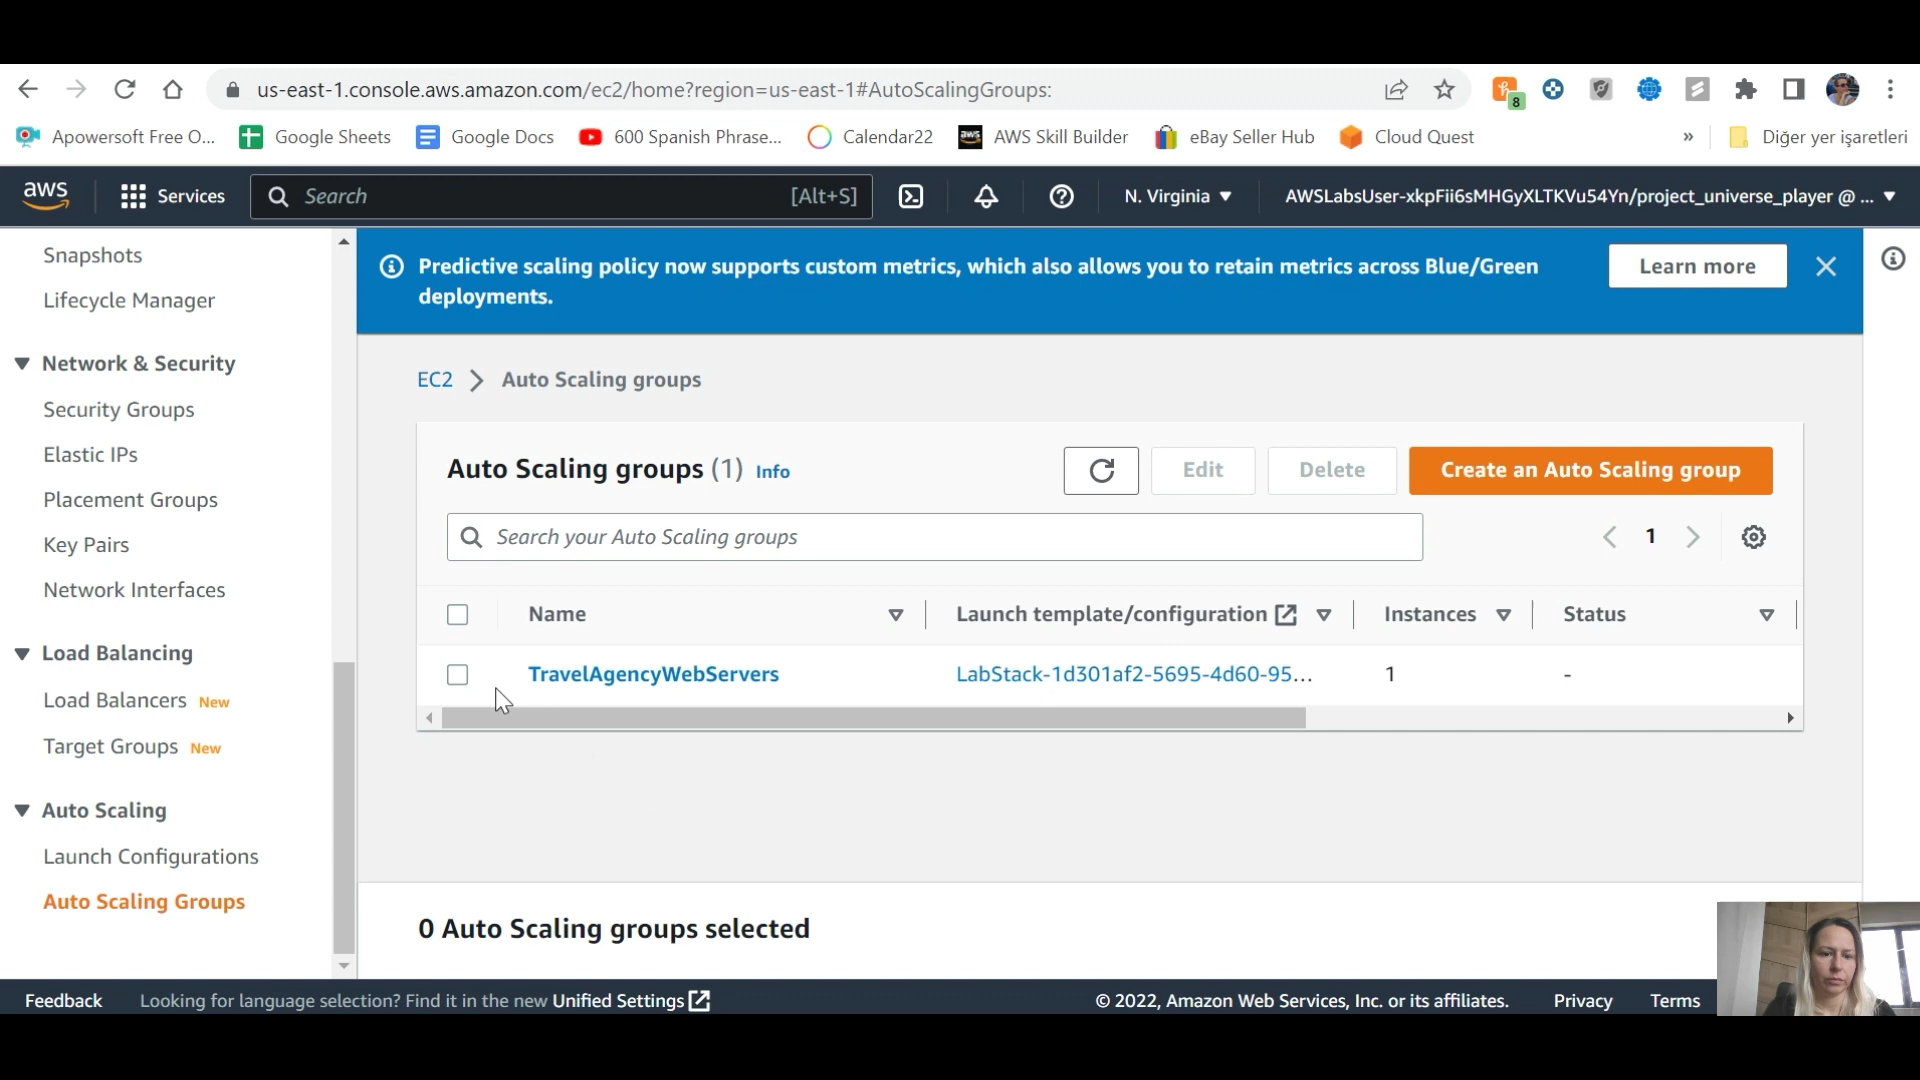 us-east-1.console.aws.amazon.com/ec2/home?region=us-east-1#AutoScalingGroups:
8
Apowersoft Free O...
Google Sheets
Google Docs
600 Spanish Phrase...
Calendar22
aws
AWS Skill Builder
eBay Seller Hub
Cloud Quest
»
Diğer yer işaretleri
aws
Services
Search
[Alt+S]
N. Virginia
AWSLabsUser-xkpFii6sMHGyXLTKVu54Yn/project_universe_player @ ...
Snapshots
Lifecycle Manager
Network & Security
Security Groups
Elastic IPs
Placement Groups
Key Pairs
Network Interfaces
Load Balancing
Load Balancers New
Target Groups New
Auto Scaling
Launch Configurations
Auto Scaling Groups
Predictive scaling policy now supports custom metrics, which also allows you to retain metrics across Blue/Green
deployments.
Learn more
EC2 > Auto Scaling groups
Auto Scaling groups (1) Info
Edit
Delete
Create an Auto Scaling group
Search your Auto Scaling groups
1
Name
Launch template/configuration
Instances
Status
TravelAgencyWebServers
LabStack-1d301af2-5695-4d60-95...
1
-
0 Auto Scaling groups selected
Feedback
Looking for language selection? Find it in the new Unified Settings
© 2022, Amazon Web Services, Inc. or its affiliates.
Privacy
Terms